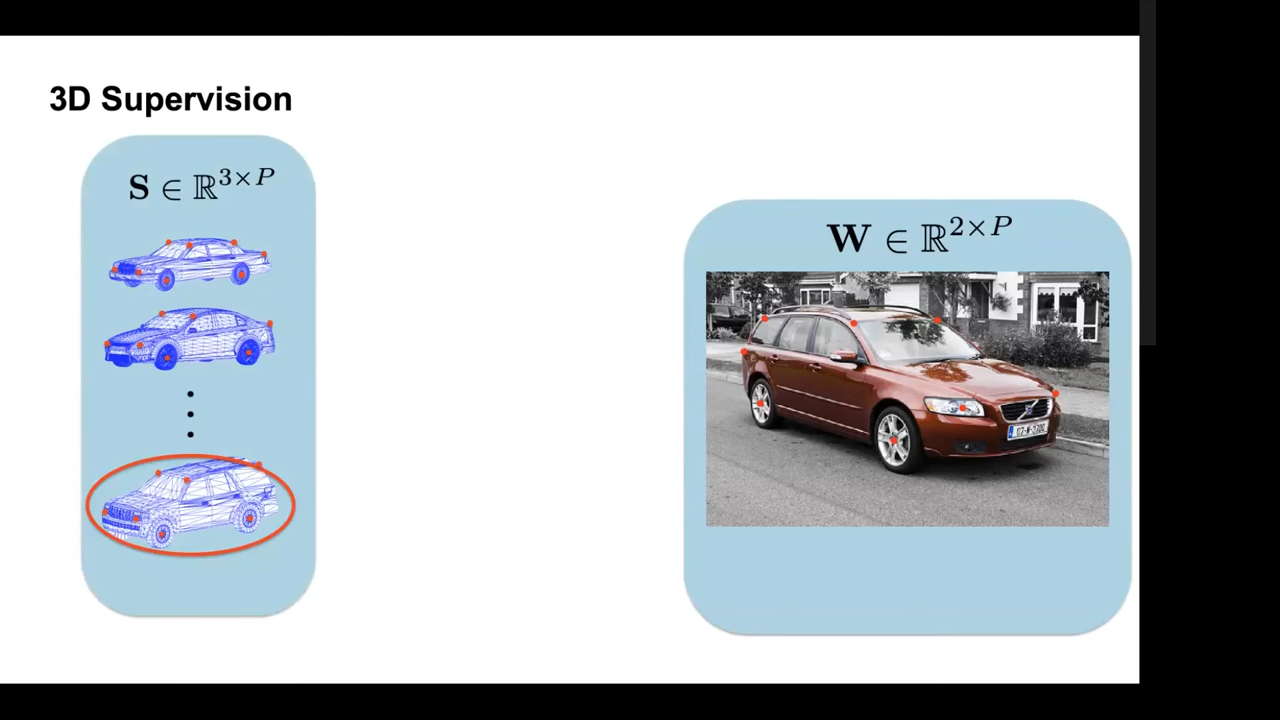 3D Supervision
S ∈ ℝ^{3×P}
W ∈ ℝ^{2×P}